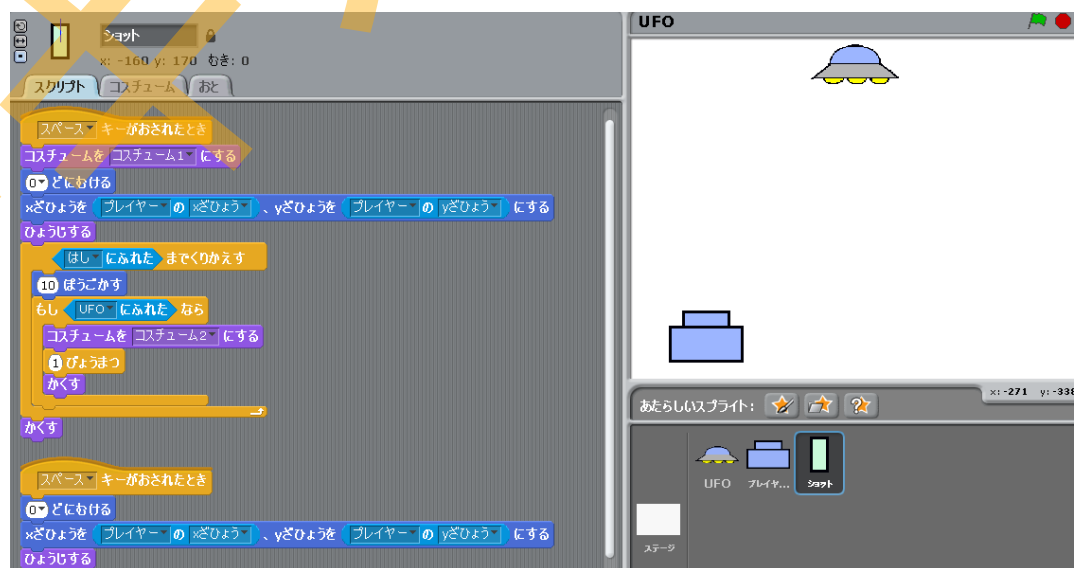 ショット
x: -160 y: 170 むき: 0
スクリプト コスチューム おと
スペース キーがおされたとき
コスチュームを コスチューム1 にする
0 どにむける
xざひょうを プレイヤー の xざひょう 、yざひょうを プレイヤー の yざひょう にする
ひょうじする
はし にふれた までくりかえす
10 ほうごかす
もし UFO にふれた なら
コスチュームを コスチューム2 にする
1 びょうまつ
かくす
かくす
スペース キーがおされたとき
0 どにむける
xざひょうを プレイヤー の xざひょう 、yざひょうを プレイヤー の yざひょう にする
ひょうじする
UFO
x: -271 y: -338
あたらしいスプライト:
UFO プレイヤ... ショット
ステージ